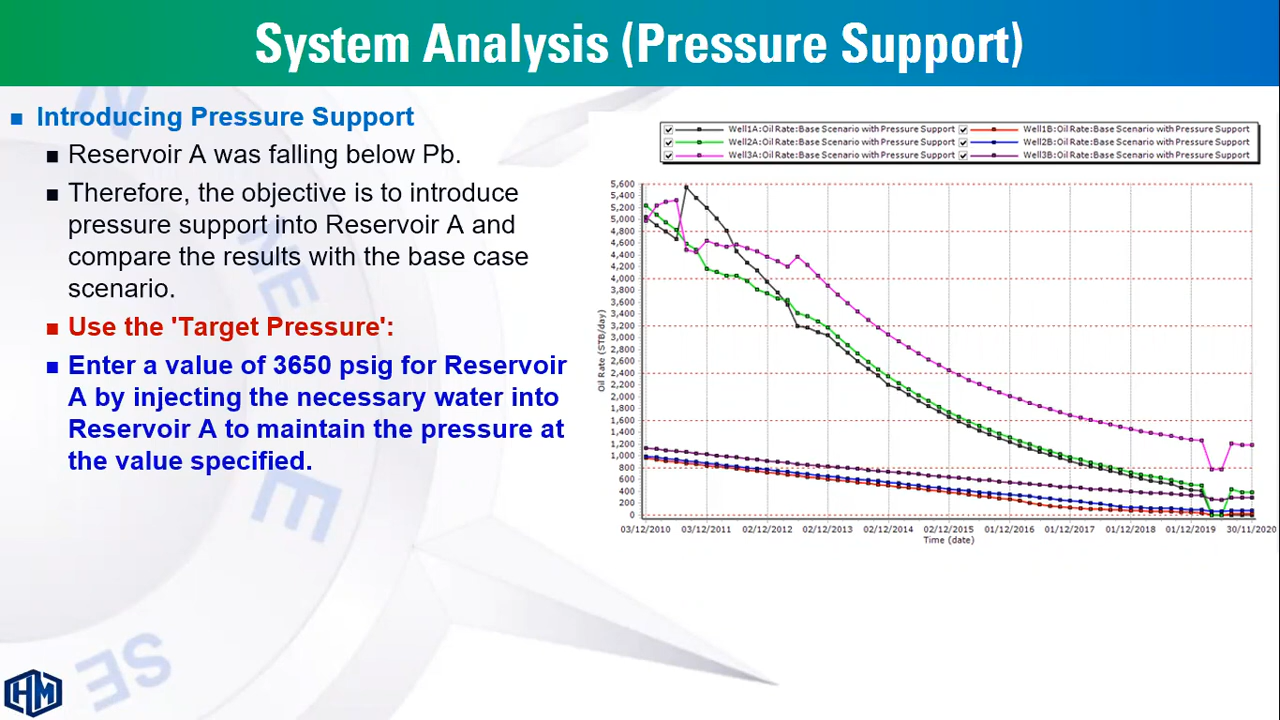 System Analysis (Pressure Support)
Introducing Pressure Support
Reservoir A was falling below Pb.
Therefore, the objective is to introduce
pressure support into Reservoir A and
compare the results with the base case
scenario.
Use the 'Target Pressure':
Enter a value of 3650 psig for Reservoir
A by injecting the necessary water into
Reservoir A to maintain the pressure at
the value specified.
Well1A:Oil Rate:Base Scenario with Pressure Support Well1B:Oil Rate:Base Scenario with Pressure Support
Well2A:Oil Rate:Base Scenario with Pressure Support Well2B:Oil Rate:Base Scenario with Pressure Support
Well3A:Oil Rate:Base Scenario with Pressure Support Well3B:Oil Rate:Base Scenario with Pressure Support
5,600
5,200
5,000
4,800
4,600
4,400
4,200
4,000
3,800
3,600
3,400
3,200
3,000
2,800
2,600
2,400
2,200
2,000
1,800
1,600
1,400
1,200
1,000
800
600
400
200
0
Oil Rate (STB/day)
03/12/2010 03/12/2011 02/12/2012 02/12/2013 02/12/2014 02/12/2015 01/12/2016 01/12/2017 01/12/2018 01/12/2019 30/11/2020
Time (date)
N
NE
E
SE
HM